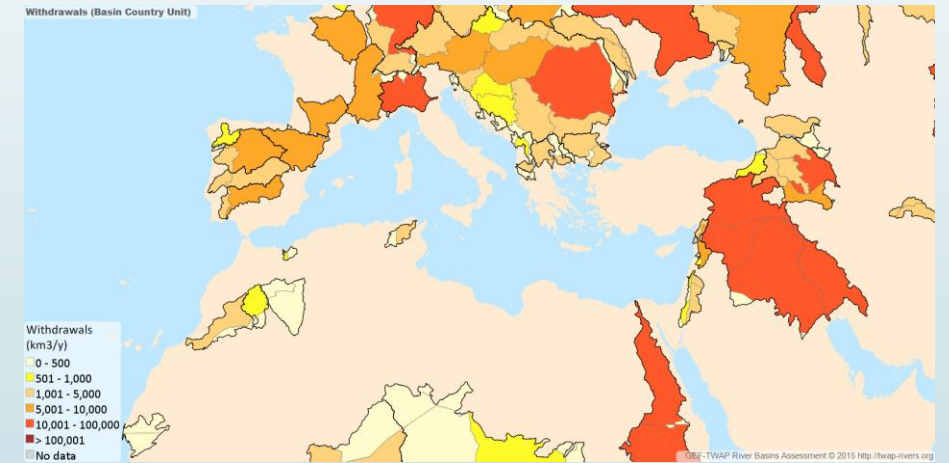 Withdrawals (Basin Country Unit)
Withdrawals
(km3/y)
0 - 500
501 - 1,000
1,001 - 5,000
5,001 - 10,000
10,001 - 100,000
> 100,001
No data
GEF-TWAP River Basins Assessment © 2015 http://twap-rivers.org